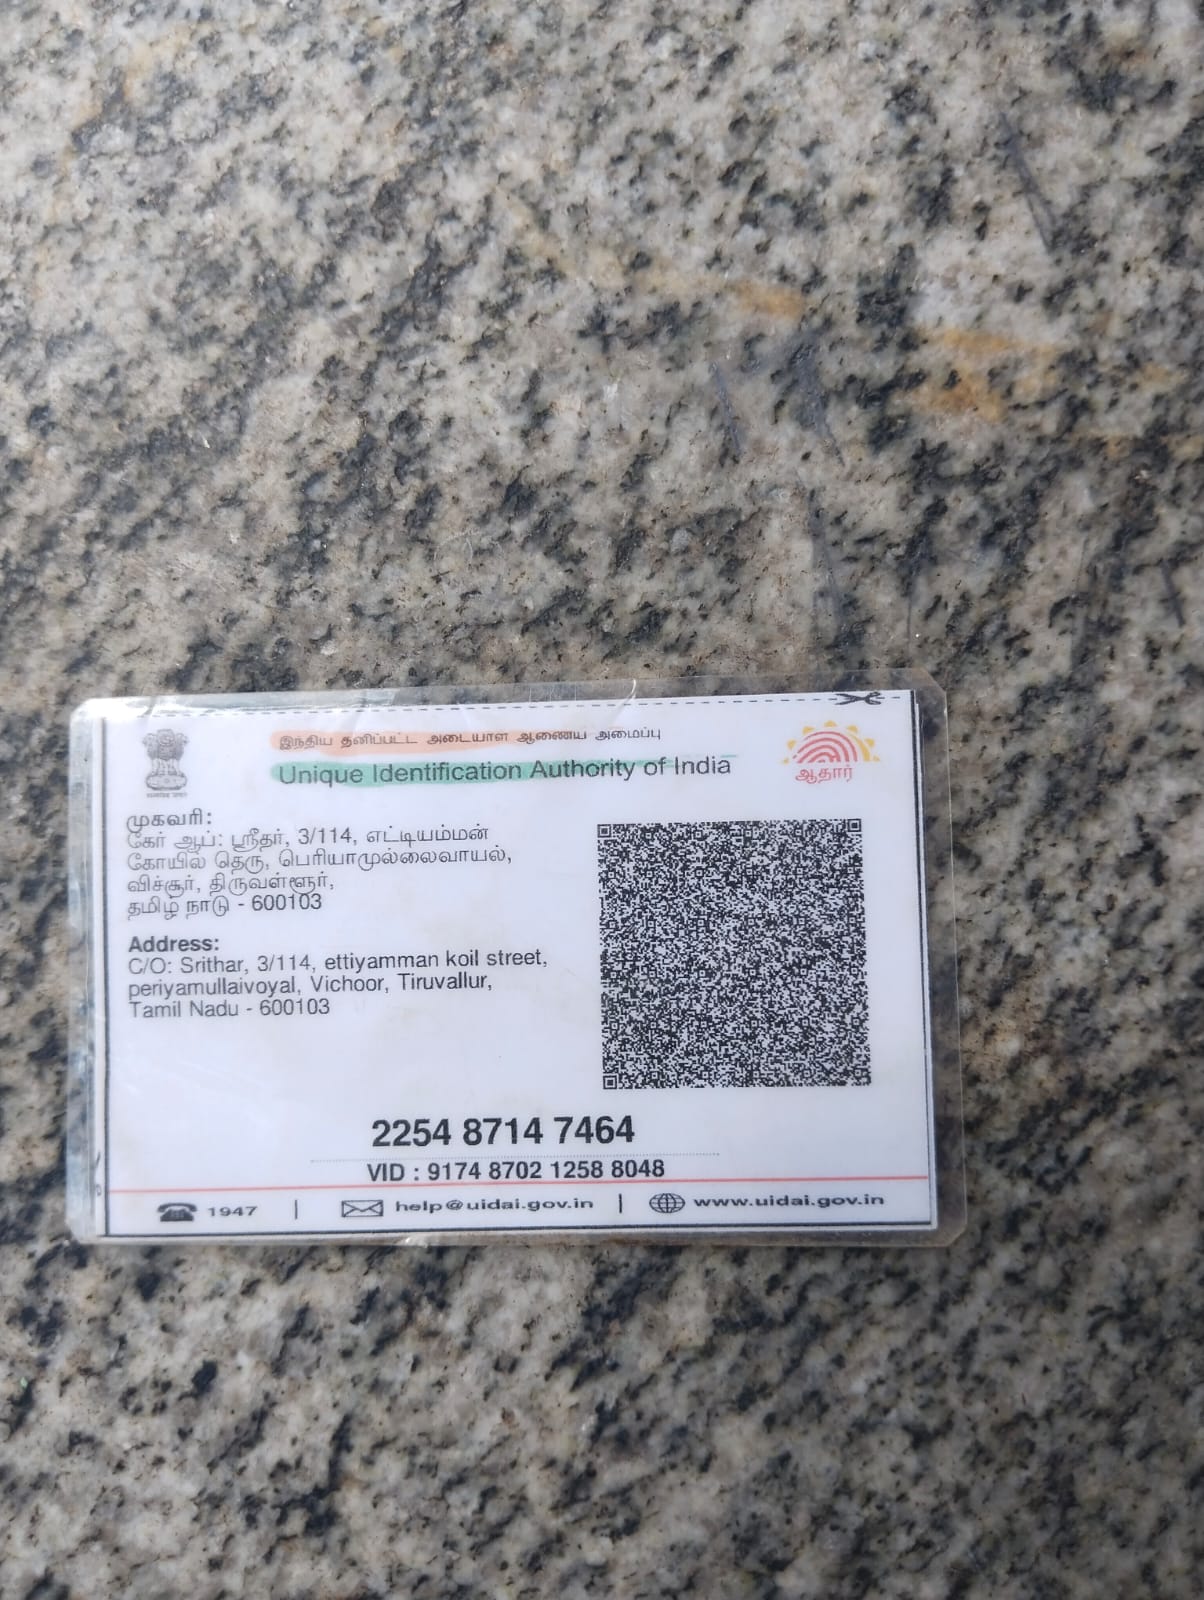 இந்திய தனிப்பட்ட அடையாள ஆணைய அமைப்பு
Unique Identification Authority of India
ஆதார்
முகவரி:
கேர் ஆப்: ஸ்ரீதர், 3/114, எட்டியம்மன்
கோயில் தெரு, பெரியாமுல்லைவாயல்,
விச்சூர், திருவள்ளூர்,
தமிழ் நாடு - 600103
Address:
C/O: Srithar, 3/114, ettiyamman koil street,
periyamullaivoyal, Vichoor, Tiruvallur,
Tamil Nadu - 600103
2254 8714 7464
VID : 9174 8702 1258 8048
1947 | help@uidai.gov.in | www.uidai.gov.in